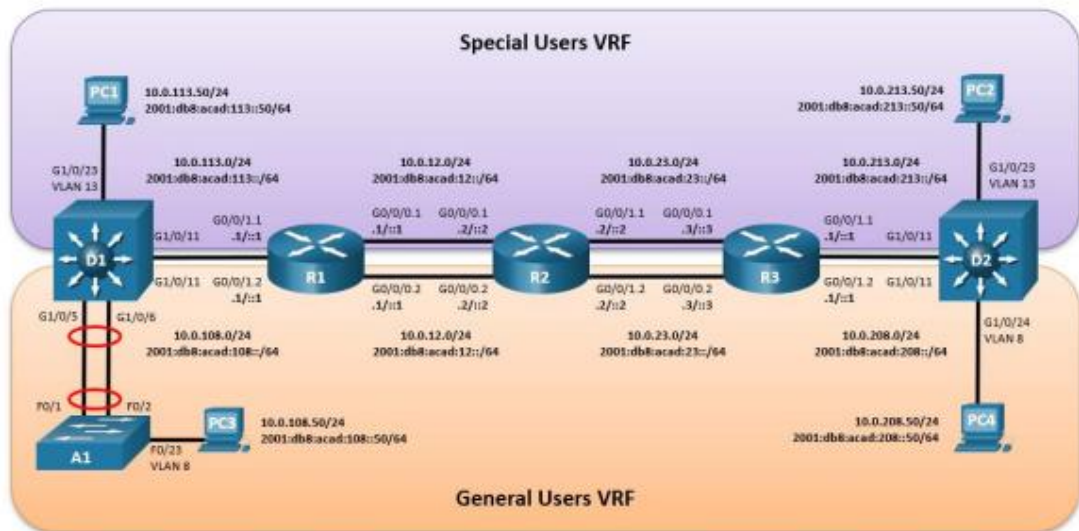 Special Users VRF
PC1
10.0.113.50/24
2001:db8:acad:113::50/64
10.0.213.50/24
2001:db8:acad:213::50/64
PC2
G1/0/23
VLAN 13
10.0.113.0/24
2001:db8:acad:113::/64
10.0.12.0/24
2001:db8:acad:12::/64
10.0.23.0/24
2001:db8:acad:23::/64
10.0.213.0/24
2001:db8:acad:213::/64
G1/0/23
VLAN 13
D1
G1/0/11
G0/0/1.1
.1/::1
R1
G0/0/0.1
.1/::1
G0/0/0.1
.2/::2
R2
G0/0/1.1
.2/::2
G0/0/0.1
.3/::3
R3
G0/0/1.1
.1/::1
G1/0/11
D2
G1/0/11
G0/0/1.2
.1/::1
G0/0/0.2
.1/::1
G0/0/0.2
.2/::2
G0/0/1.2
.2/::2
G0/0/0.2
.3/::3
G0/0/1.2
.1/::1
G1/0/11
G1/0/5
G1/0/6
10.0.108.0/24
2001:db8:acad:108::/64
10.0.12.0/24
2001:db8:acad:12::/64
10.0.23.0/24
2001:db8:acad:23::/64
10.0.208.0/24
2001:db8:acad:208::/64
G1/0/24
VLAN 8
F0/1
F0/2
A1
F0/23
VLAN 8
PC3
10.0.108.50/24
2001:db8:acad:108::50/64
10.0.208.50/24
2001:db8:acad:208::50/64
PC4
General Users VRF